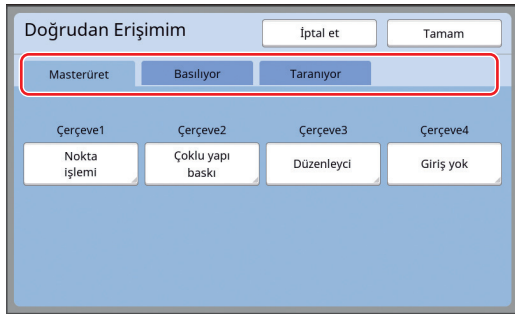 Doğrudan Erişimim
İptal et
Tamam
Masterüret
Basılıyor
Taranıyor
Çerçeve1
Çerçeve2
Çerçeve3
Çerçeve4
Nokta
işlemi
Çoklu yapı
baskı
Düzenleyci
Giriş yok